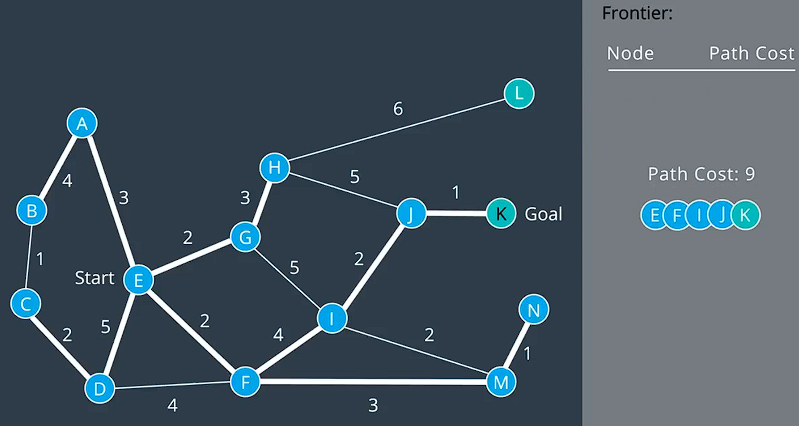 Frontier:
Node Path Cost
L
6
A
H
5
4
3
3
1
Path Cost: 9
B
J
K Goal
E F I J K
2
G
1
5
2
Start E
C
N
2
4
I
2
2
5
1
D
F
M
4
3